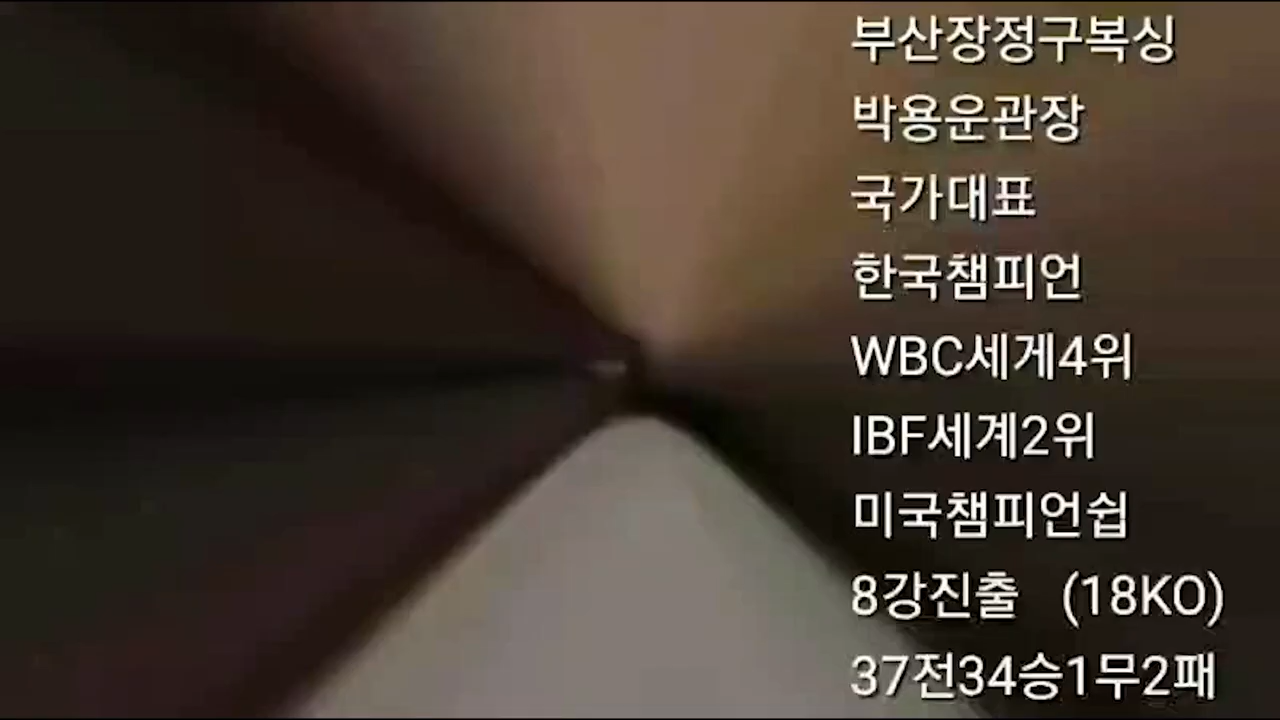 부산장정구복싱
박용운관장
국가대표
한국챔피언
WBC세게4위
IBF세계2위
미국챔피언쉽
8강진출 (18KO)
37전34승1무2패